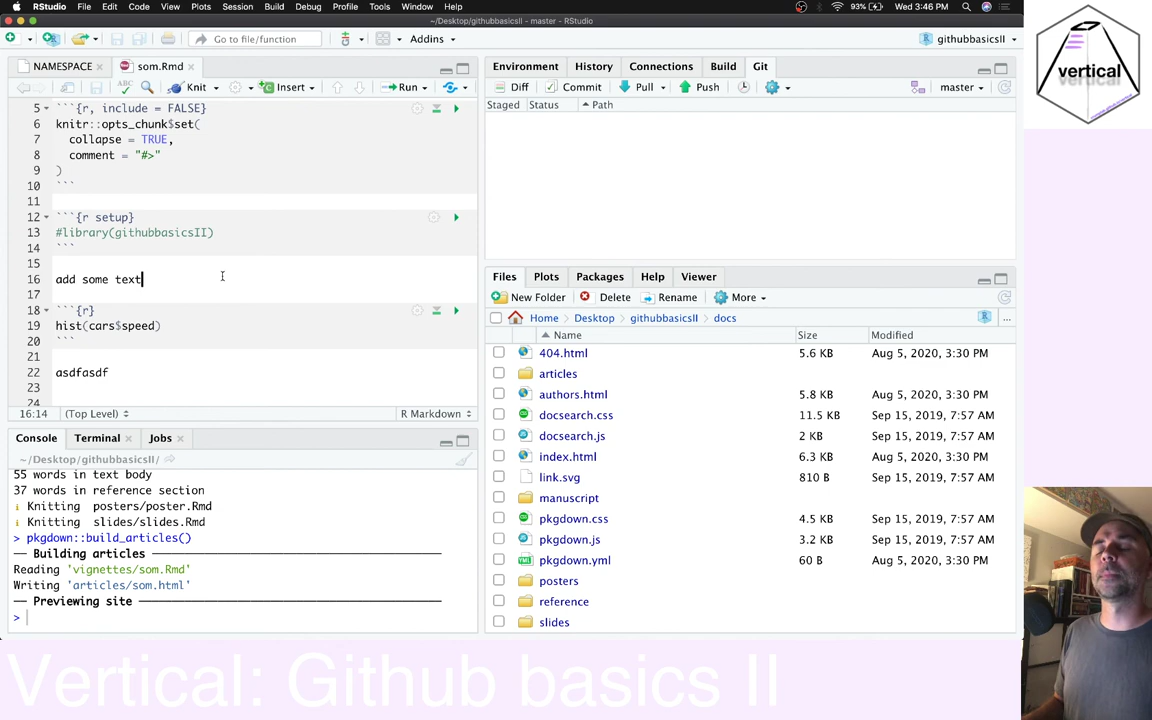 RStudio File Edit Code View Plots Session Build Debug Profile Tools Window Help 93% Wed 3:46 PM
~/Desktop/githubbasicsII - master - RStudio
Go to file/function Addins githubbasicsII
NAMESPACE som.Rmd
ABC Knit Insert Run
5 ```{r, include = FALSE}
6 knitr::opts_chunk$set(
7 collapse = TRUE,
8 comment = "#>"
9 )
10 ```
11
12 ```{r setup}
13 #library(githubbasicsII)
14 ```
15
16 add some text
17
18 ```{r}
19 hist(cars$speed)
20 ```
21
22 asdfasdf
23
24
16:14 (Top Level) R Markdown
Console Terminal Jobs
~/Desktop/githubbasicsII/
55 words in text body
37 words in reference section
i Knitting posters/poster.Rmd
i Knitting slides/slides.Rmd
> pkgdown::build_articles()
— Building articles
Reading 'vignettes/som.Rmd'
Writing 'articles/som.html'
— Previewing site
>
Environment History Connections Build Git
Diff Commit Pull Push master
Staged Status Path
Files Plots Packages Help Viewer
New Folder Delete Rename More
Home Desktop githubbasicsII docs ...
Name Size Modified
404.html 5.6 KB Aug 5, 2020, 3:30 PM
articles
authors.html 5.8 KB Aug 5, 2020, 3:30 PM
docsearch.css 11.5 KB Sep 15, 2019, 7:57 AM
docsearch.js 2 KB Sep 15, 2019, 7:57 AM
index.html 6.3 KB Aug 5, 2020, 3:30 PM
link.svg 810 B Sep 15, 2019, 7:57 AM
manuscript
pkgdown.css 4.5 KB Sep 15, 2019, 7:57 AM
pkgdown.js 3.2 KB Sep 15, 2019, 7:57 AM
pkgdown.yml 60 B Aug 5, 2020, 3:30 PM
posters
reference
slides
vertical
Vertical: Github basics II